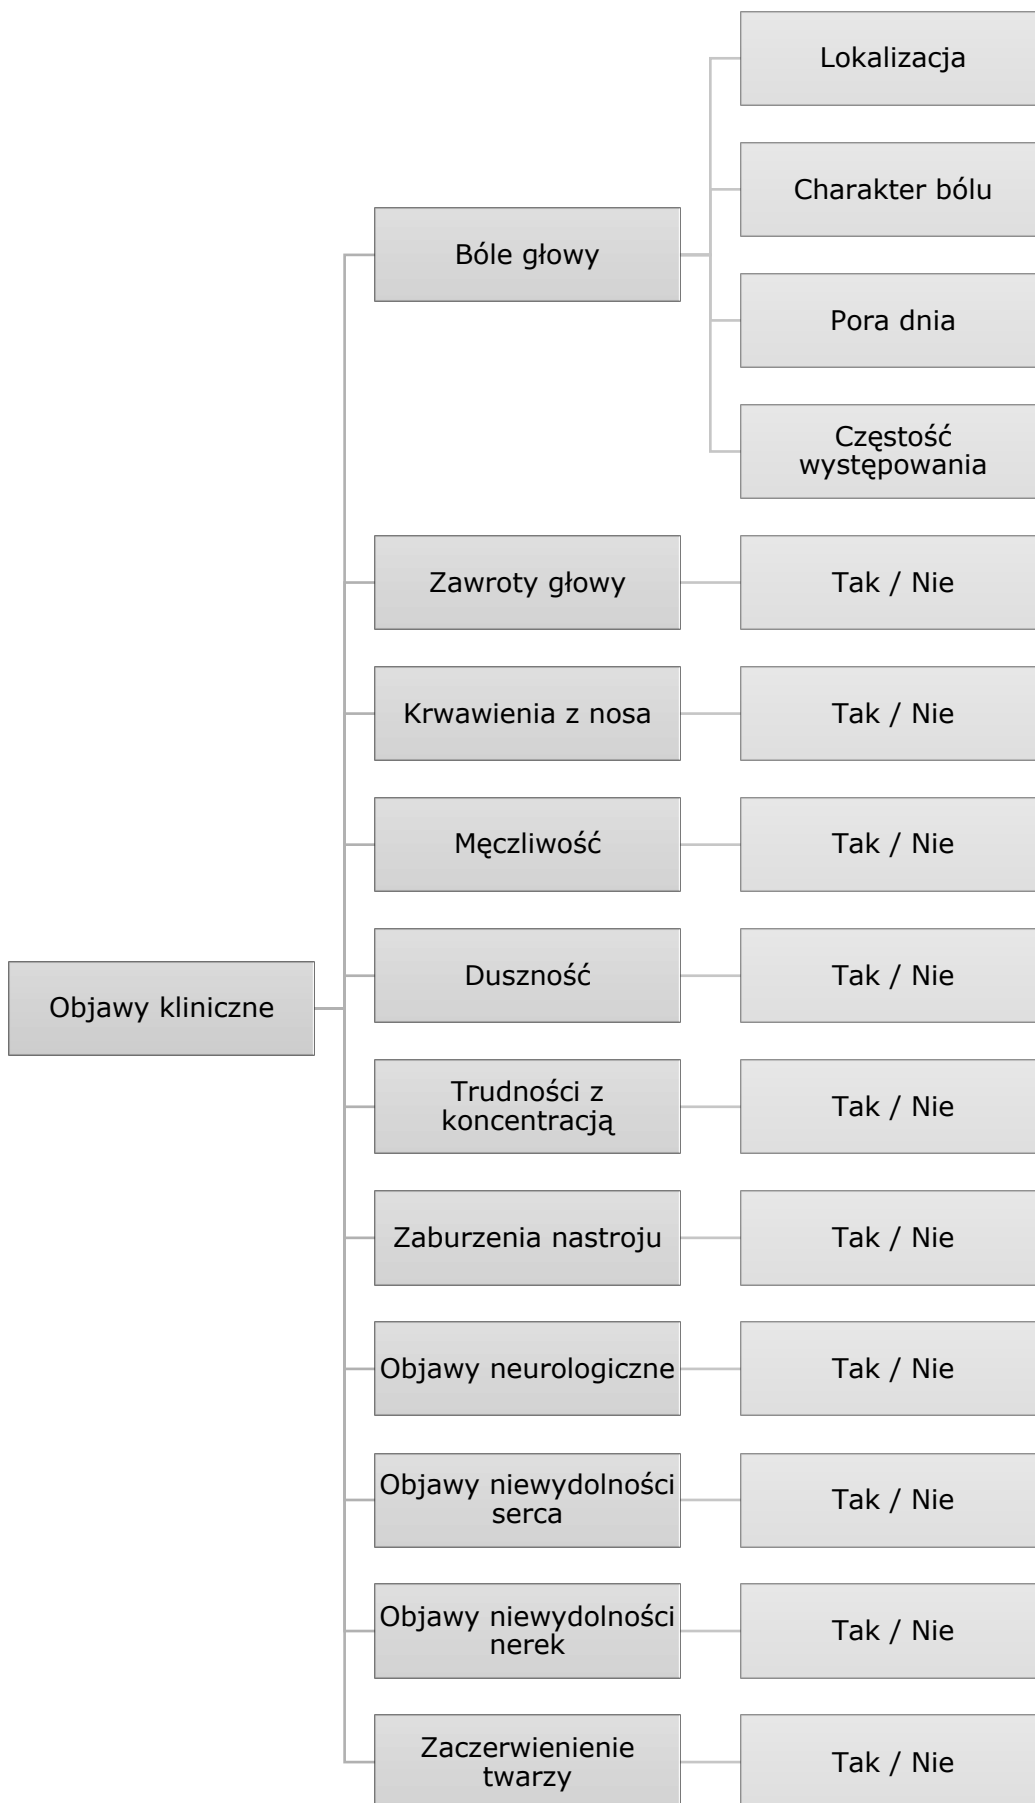 Lokalizacja
Charakter bólu
Bóle głowy
Pora dnia
Częstość
występowania
Zawroty głowy
Tak / Nie
Krwawienia z nosa
Tak / Nie
Męczliwość
Tak / Nie
Duszność
Tak / Nie
Objawy kliniczne
Trudności z
koncentracją
Tak / Nie
Zaburzenia nastroju
Tak / Nie
Objawy neurologiczne
Tak / Nie
Objawy niewydolności
serca
Tak / Nie
Objawy niewydolności
nerek
Tak / Nie
Zaczerwienienie
twarzy
Tak / Nie